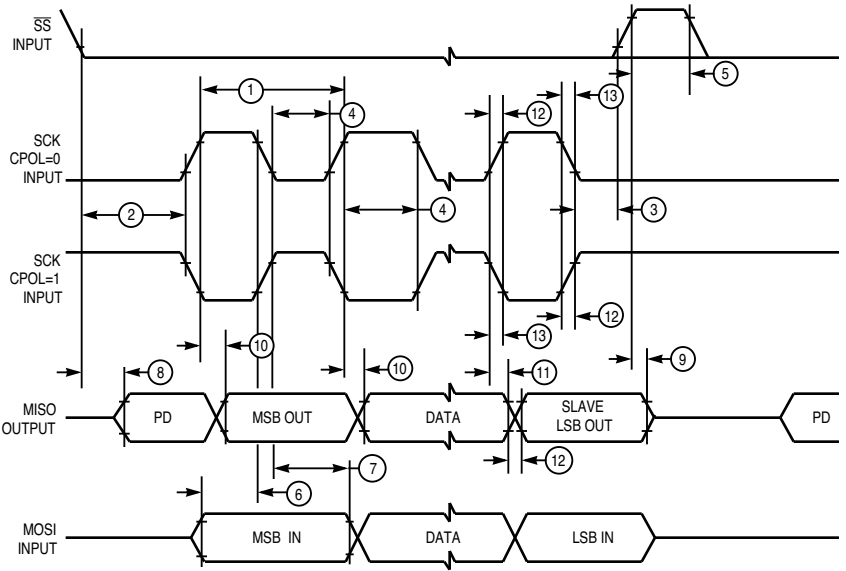 SS
INPUT
5
1
13
12
4
SCK
CPOL=0
INPUT
2
4
3
SCK
CPOL=1
INPUT
12
13
10
8
10
11
9
MISO
OUTPUT
PD
MSB OUT
DATA
SLAVE
LSB OUT
PD
12
7
6
MOSI
INPUT
MSB IN
DATA
LSB IN